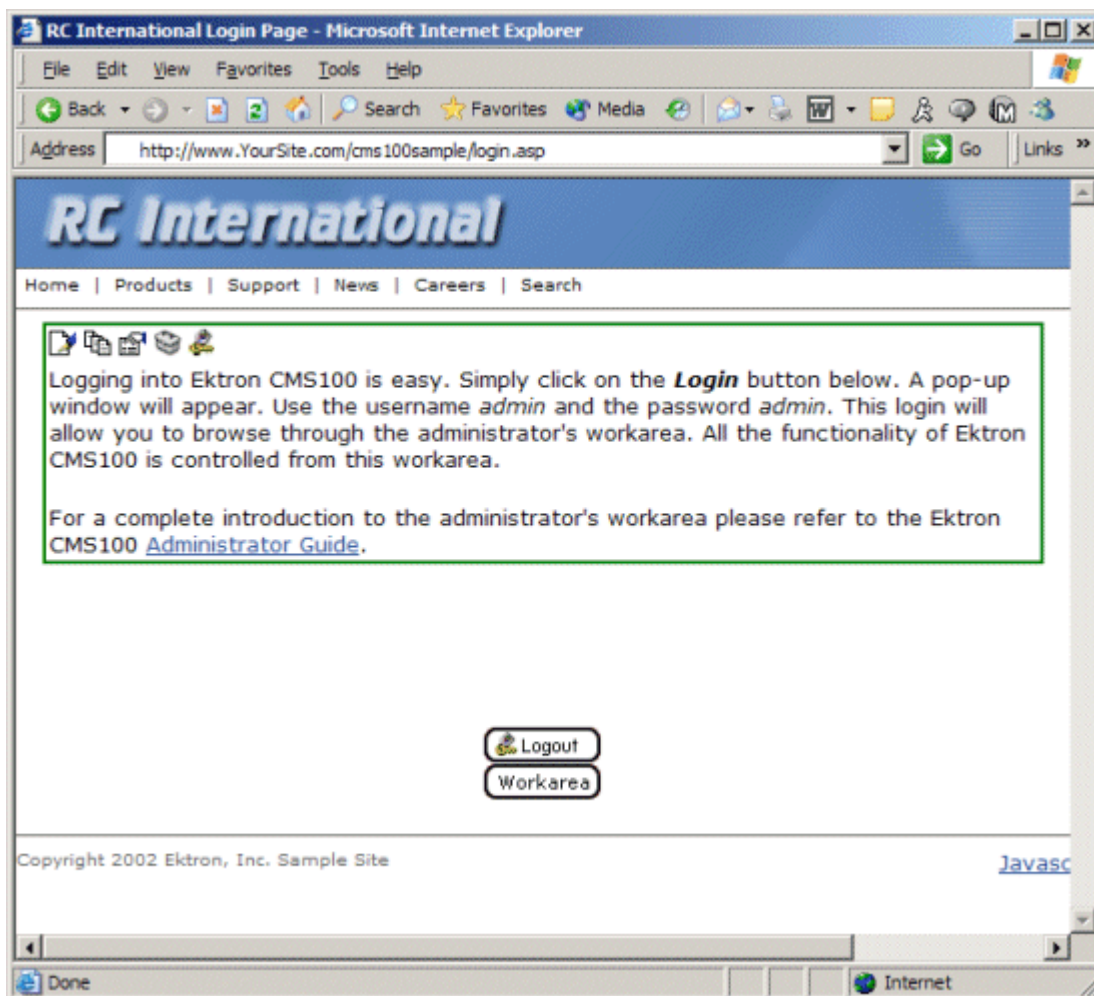 RC International Login Page - Microsoft Internet Explorer
File Edit View Favorites Tools Help
Back Search Favorites Media
Address http://www.YourSite.com/cms100sample/login.asp Go Links »
RC International
Home | Products | Support | News | Careers | Search
Logging into Ektron CMS100 is easy. Simply click on the Login button below. A pop-up
window will appear. Use the username admin and the password admin. This login will
allow you to browse through the administrator's workarea. All the functionality of Ektron
CMS100 is controlled from this workarea.
For a complete introduction to the administrator's workarea please refer to the Ektron
CMS100 Administrator Guide.
Logout
Workarea
Copyright 2002 Ektron, Inc. Sample Site Javasc
Done Internet